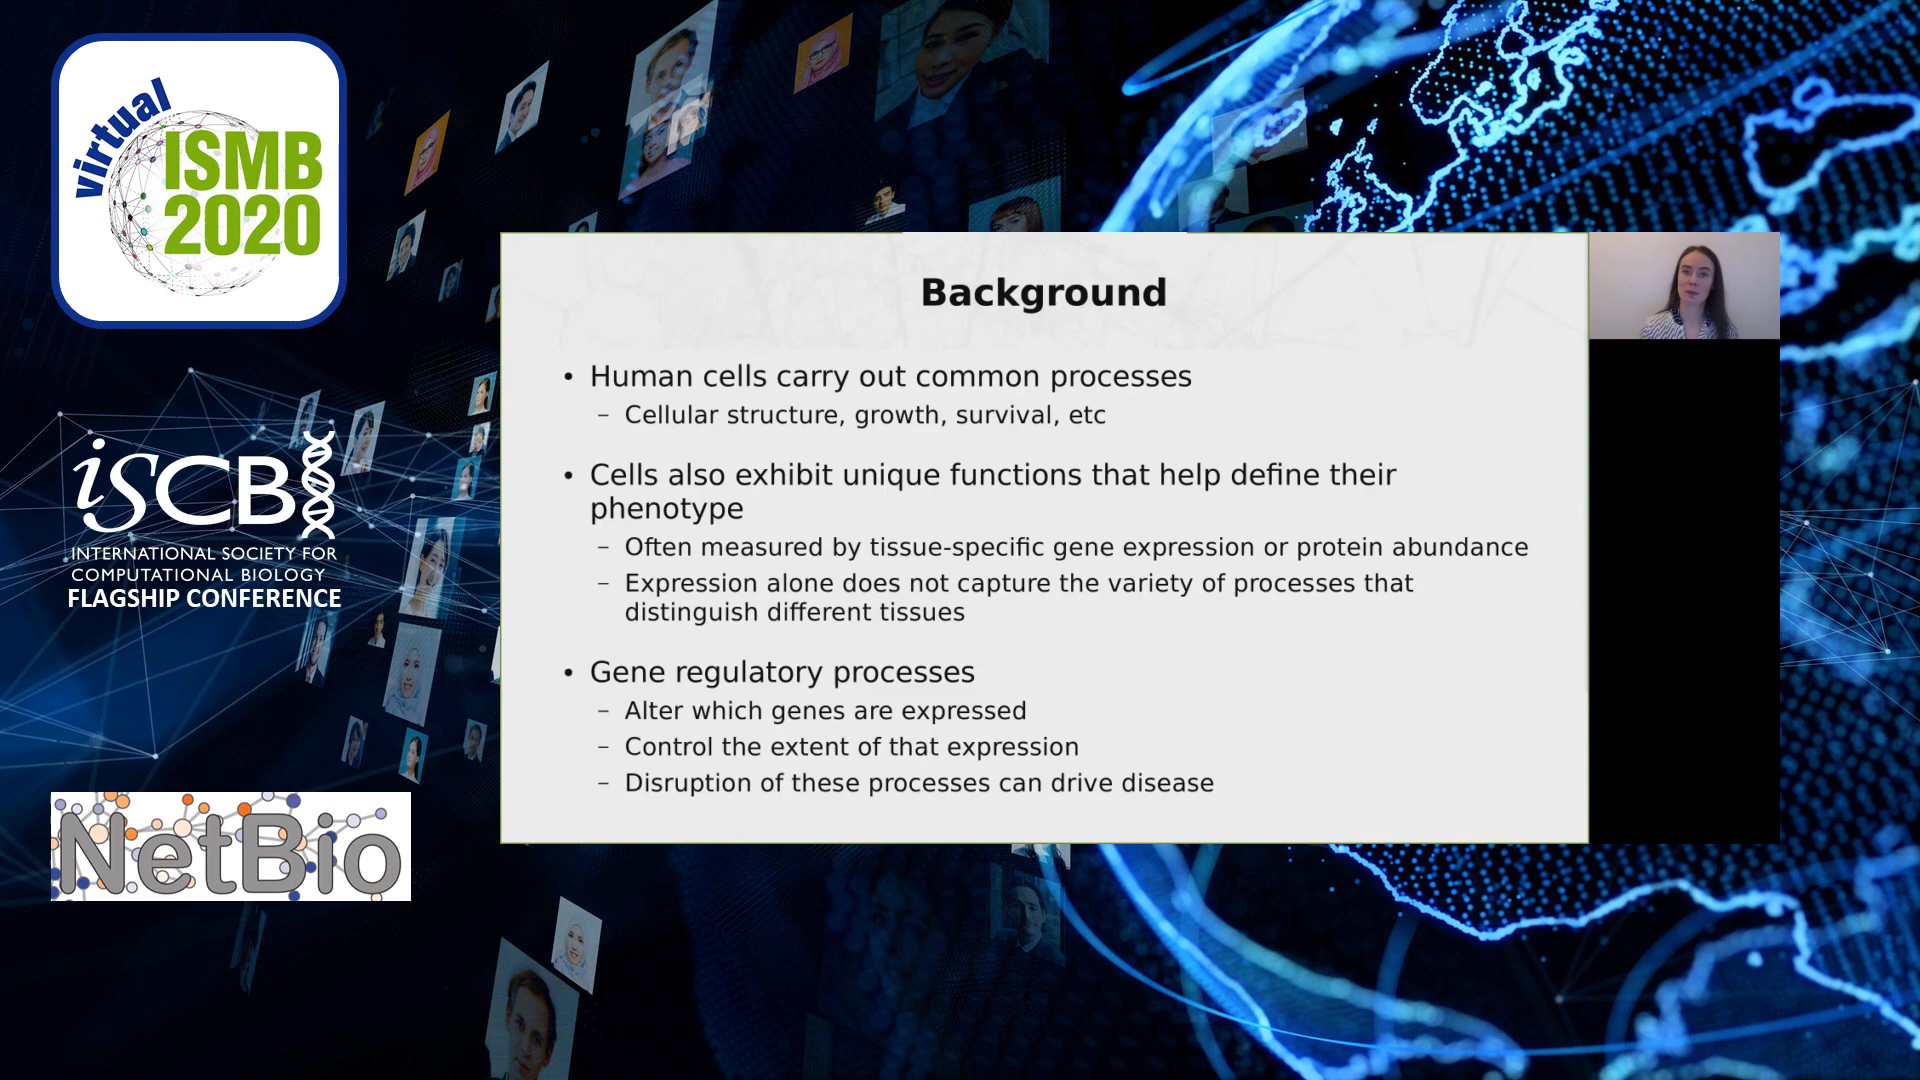 virtual
ISMB
2020
iSCB
INTERNATIONAL SOCIETY FOR
COMPUTATIONAL BIOLOGY
FLAGSHIP CONFERENCE
NetBio
Background
• Human cells carry out common processes
– Cellular structure, growth, survival, etc
• Cells also exhibit unique functions that help define their
phenotype
– Often measured by tissue-specific gene expression or protein abundance
– Expression alone does not capture the variety of processes that
distinguish different tissues
• Gene regulatory processes
– Alter which genes are expressed
– Control the extent of that expression
– Disruption of these processes can drive disease